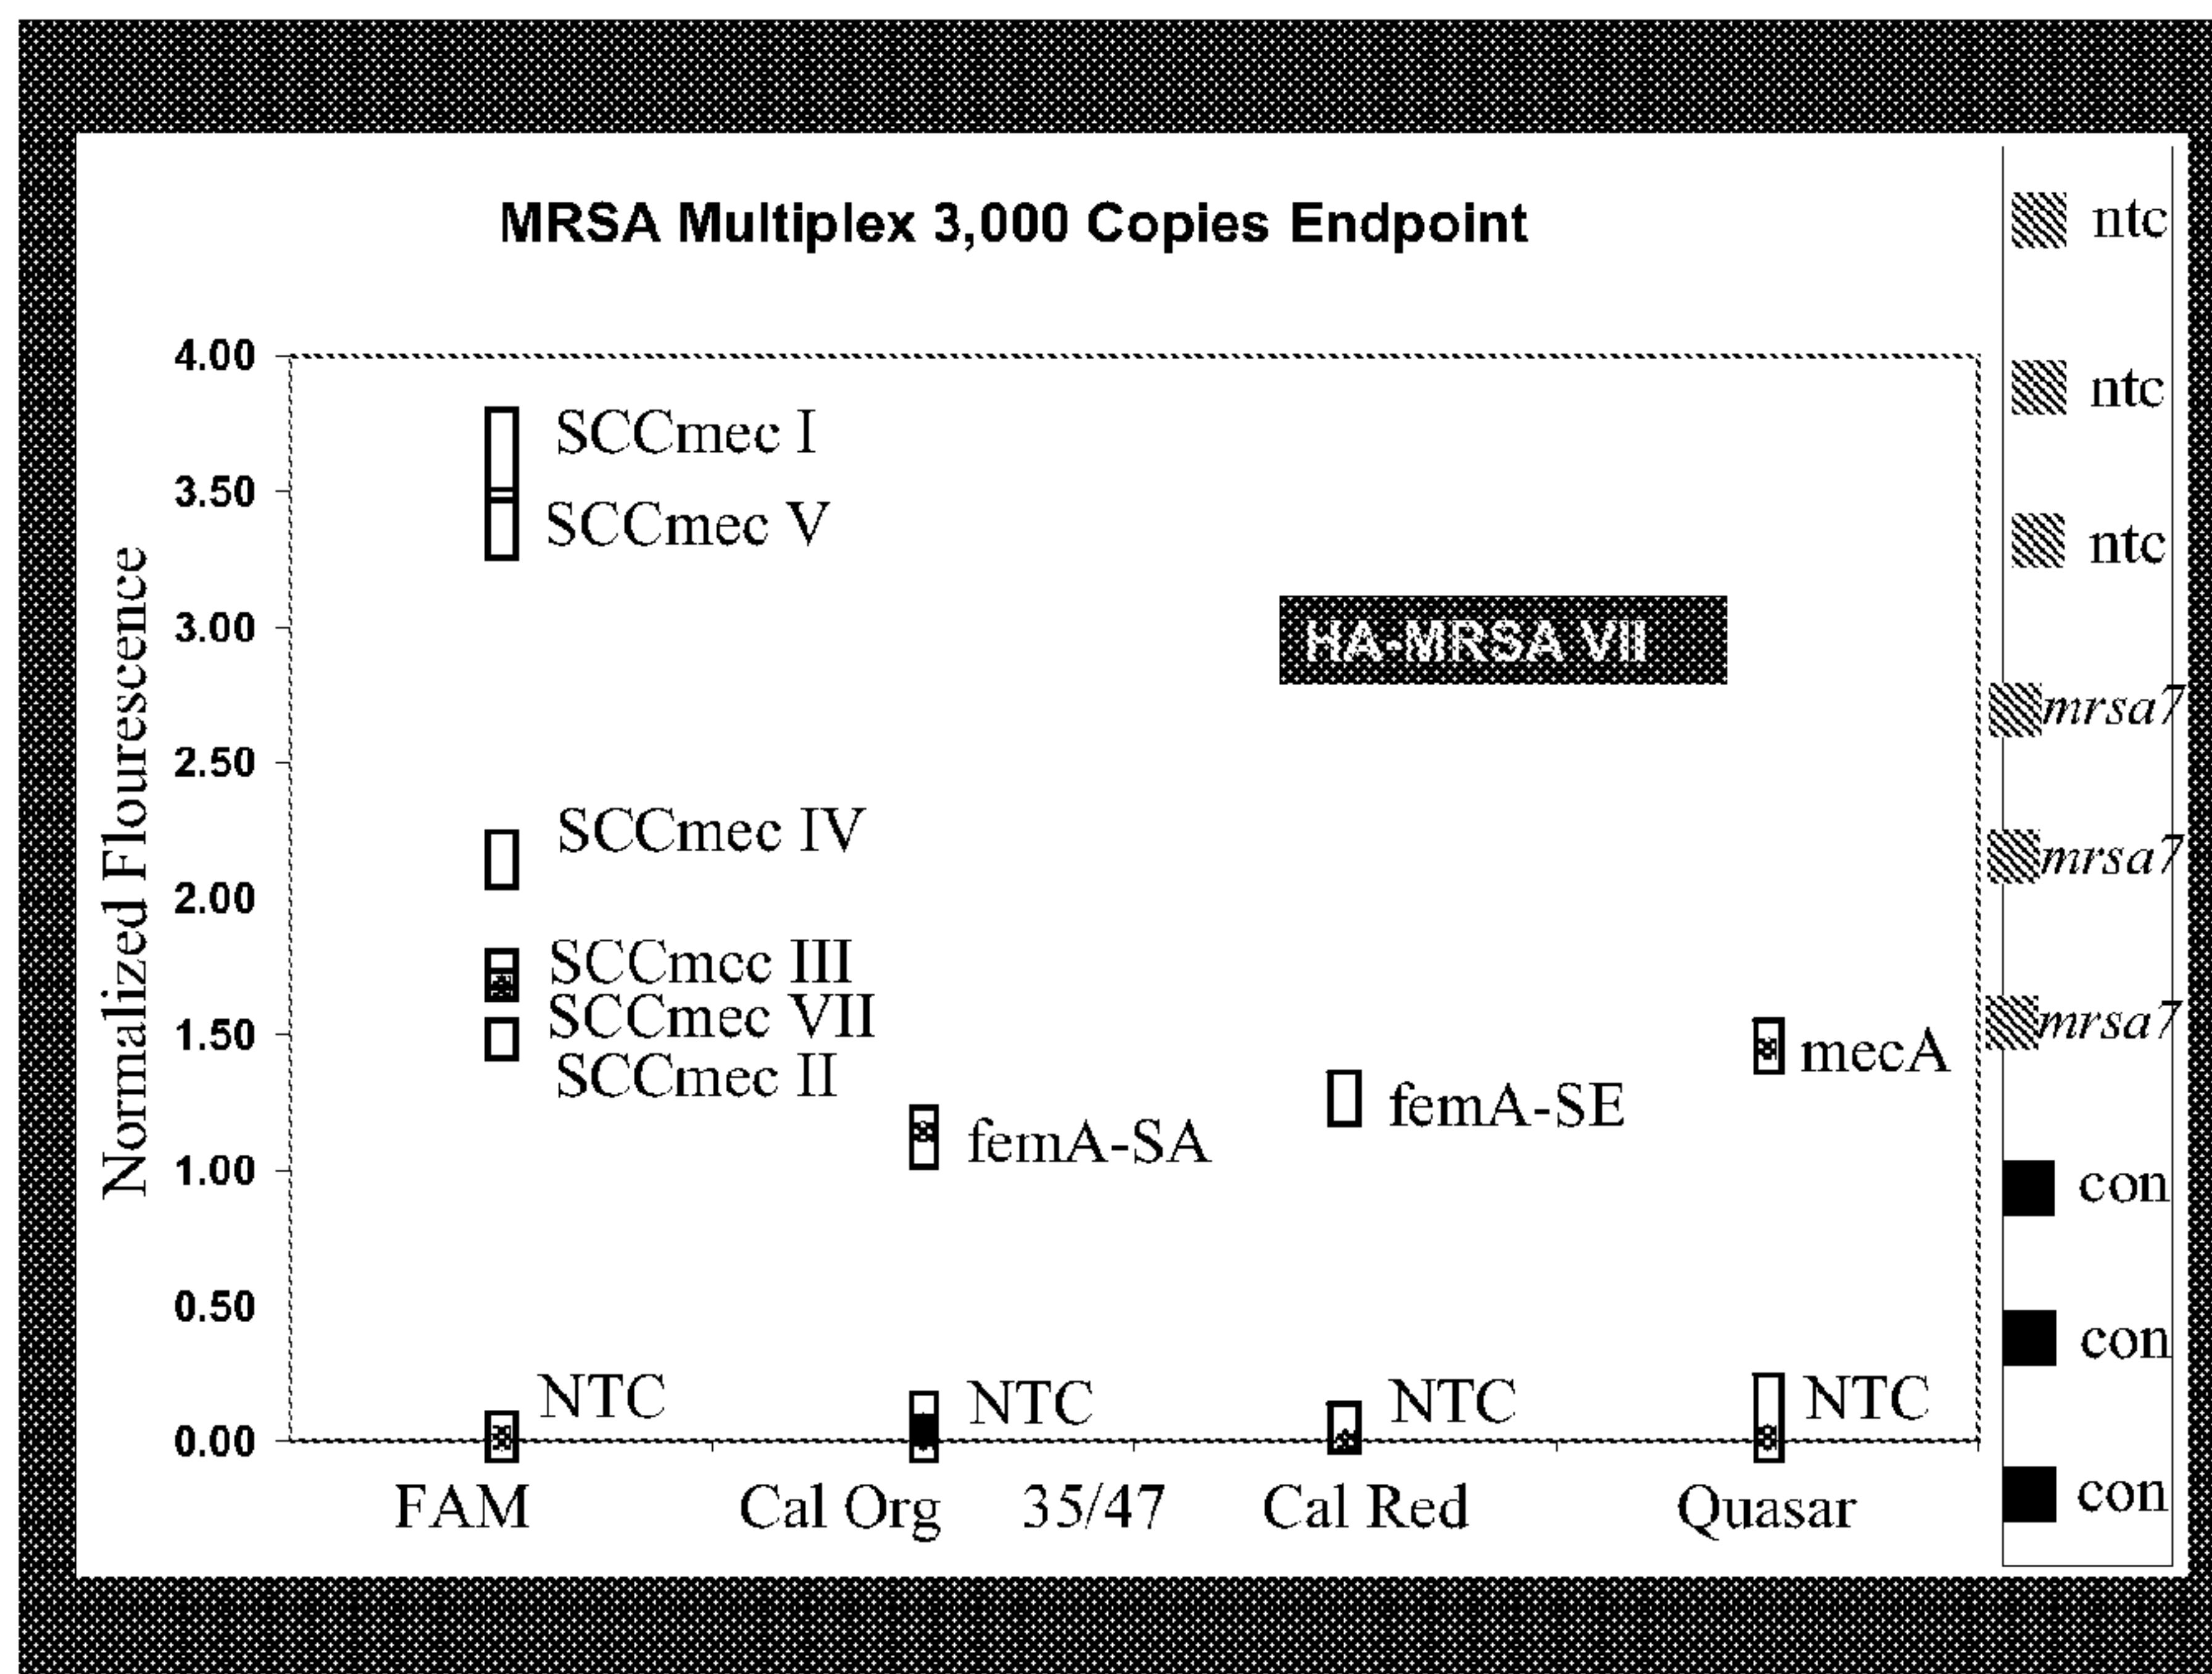 MRSA Multiplex 3,000 Copies Endpoint
Normalized Flourescence
4.00
3.50
3.00
2.50
2.00
1.50
1.00
0.50
0.00
SCCmec I
SCCmec V
SCCmec IV
SCCmcc III
SCCmec VII
SCCmec II
NTC
femA-SA
NTC
HA-MRSA VII
femA-SE
NTC
mecA
NTC
FAM Cal Org 35/47 Cal Red Quasar
ntc
ntc
ntc
mrsa7
mrsa7
mrsa7
con
con
con